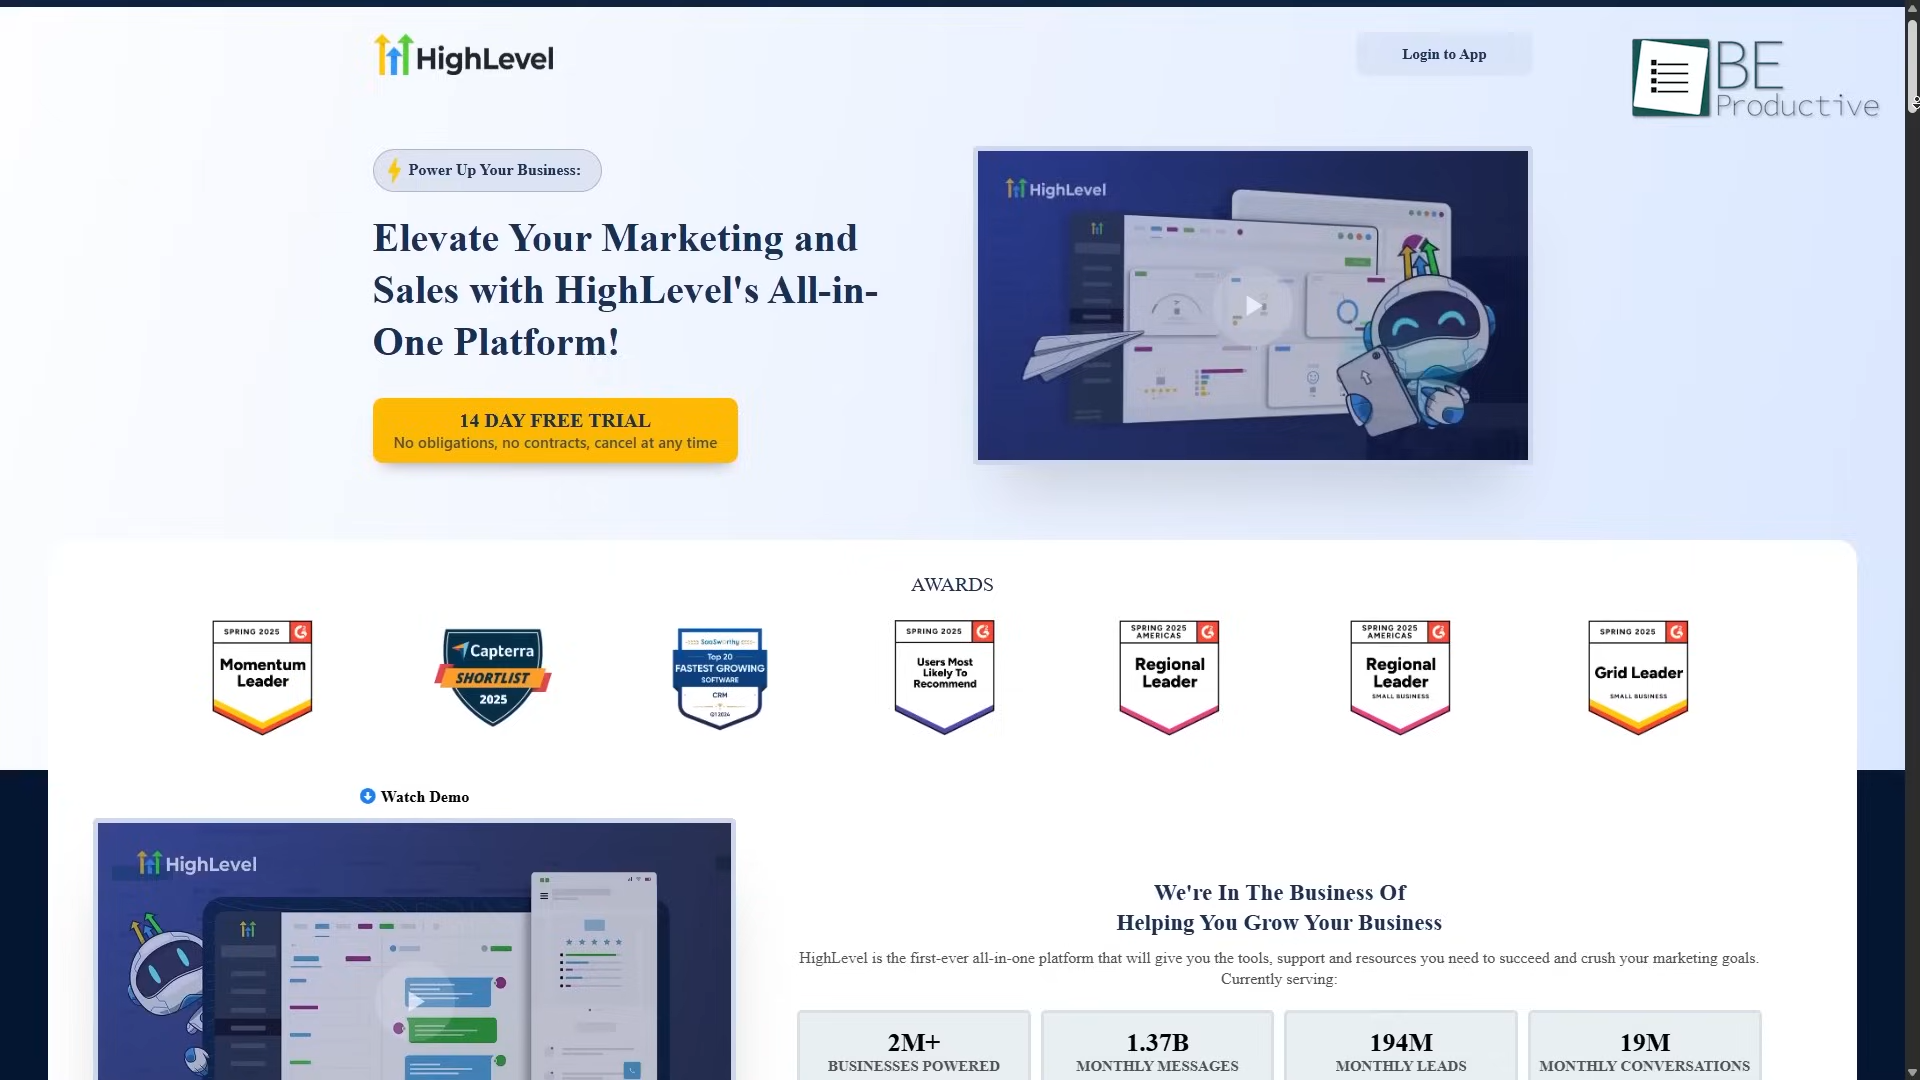 HighLevel
Login to App
BE
Productive
Power Up Your Business:
Elevate Your Marketing and
Sales with HighLevel's All-in-
One Platform!
14 DAY FREE TRIAL
No obligations, no contracts, cancel at any time
HighLevel
AWARDS
SPRING 2025
Momentum
Leader
Capterra
SHORTLIST
2025
SaaSworthy
Top 20
FASTEST GROWING
SOFTWARE
CRM
Q1 2024
SPRING 2025
Users Most
Likely To
Recommend
SPRING 2025
AMERICAS
Regional
Leader
SPRING 2025
AMERICAS
Regional
Leader
SMALL BUSINESS
SPRING 2025
Grid Leader
SMALL BUSINESS
Watch Demo
HighLevel
We're In The Business Of
Helping You Grow Your Business
HighLevel is the first-ever all-in-one platform that will give you the tools, support and resources you need to succeed and crush your marketing goals.
Currently serving:
2M+
BUSINESSES POWERED
1.37B
MONTHLY MESSAGES
194M
MONTHLY LEADS
19M
MONTHLY CONVERSATIONS